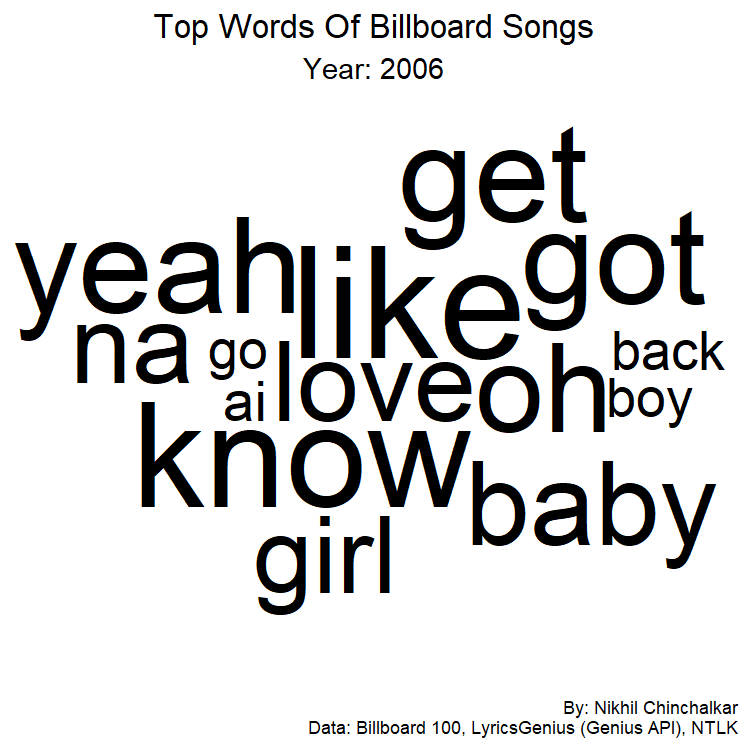 Top Words Of Billboard Songs
Year: 2006
get
yeah
like
got
na
go
love
oh
back
ai
boy
know
baby
girl
By: Nikhil Chinchalkar
Data: Billboard 100, LyricsGenius (Genius API), NTLK